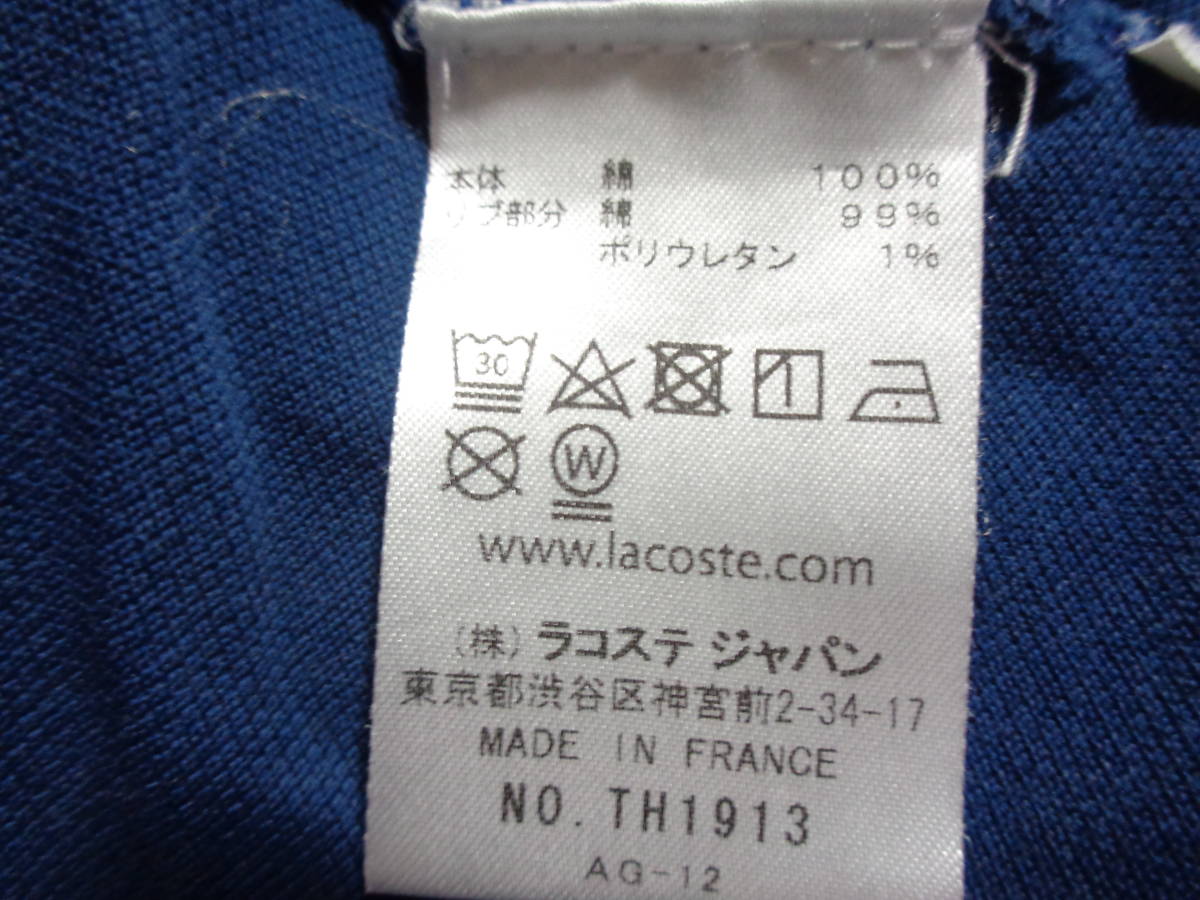 本体 綿 100%
リブ部分 綿 99%
ポリウレタン 1%
30
W
www.lacoste.com
(株) ラコステ ジャパン
東京都渋谷区神宮前2-34-17
MADE IN FRANCE
NO. TH1913
AG-12